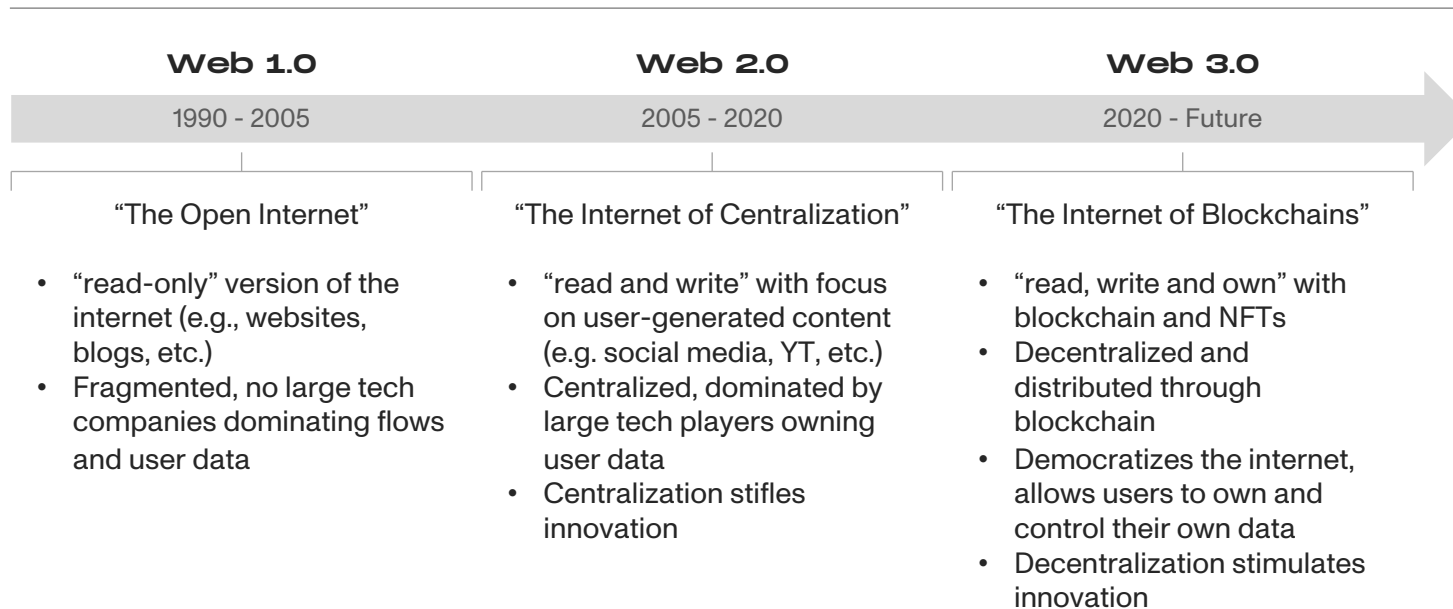 Web 1.0
1990 - 2005
“The Open Internet”
• “read-only” version of the
internet (e.g., websites,
blogs, etc.)
• Fragmented, no large tech
companies dominating flows
and user data
Web 2.0
2005 - 2020
“The Internet of Centralization”
• “read and write” with focus
on user-generated content
(e.g. social media, YT, etc.)
• Centralized, dominated by
large tech players owning
user data
• Centralization stifles
innovation
Web 3.0
2020 - Future
“The Internet of Blockchains”
• “read, write and own” with
blockchain and NFTs
• Decentralized and
distributed through
blockchain
• Democratizes the internet,
allows users to own and
control their own data
• Decentralization stimulates
innovation